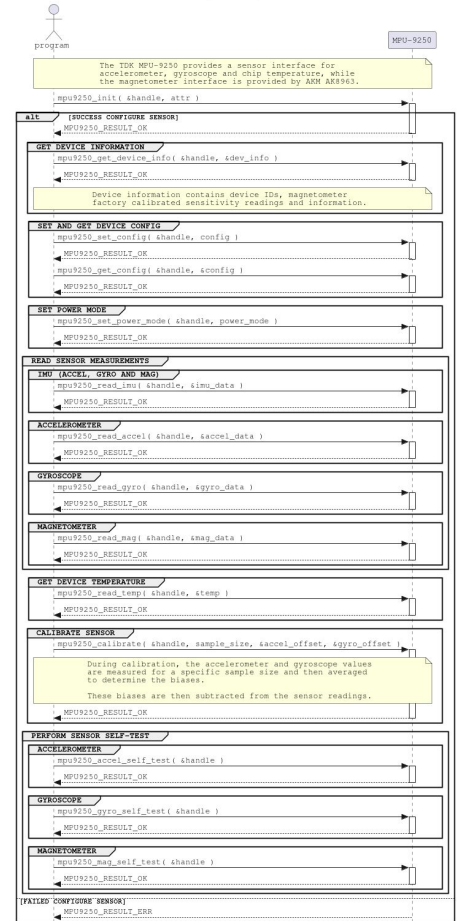 program
MPU-9250
The TDK MPU-9250 provides a sensor interface for
accelerometer, gyroscope and chip temperature, while
the magnetometer interface is provided by AKM AK8963.
mpu9250_init( &handle, attr )
alt
[SUCCESS CONFIGURE SENSOR]
MPU9250_RESULT_OK
GET DEVICE INFORMATION
mpu9250_get_device_info( &handle, &dev_info )
MPU9250_RESULT_OK
Device information contains device IDs, magnetometer
factory calibrated sensitivity readings and information.
SET AND GET DEVICE CONFIG
mpu9250_set_config( &handle, config )
MPU9250_RESULT_OK
mpu9250_get_config( &handle, &config )
MPU9250_RESULT_OK
SET POWER MODE
mpu9250_set_power_mode( &handle, power_mode )
MPU9250_RESULT_OK
READ SENSOR MEASUREMENTS
IMU (ACCEL, GYRO AND MAG)
mpu9250_read_imu( &handle, &imu_data )
MPU9250_RESULT_OK
ACCELEROMETER
mpu9250_read_accel( &handle, &accel_data )
MPU9250_RESULT_OK
GYROSCOPE
mpu9250_read_gyro( &handle, &gyro_data )
MPU9250_RESULT_OK
MAGNETOMETER
mpu9250_read_mag( &handle, &mag_data )
MPU9250_RESULT_OK
GET DEVICE TEMPERATURE
mpu9250_read_temp( &handle, &temp )
MPU9250_RESULT_OK
CALIBRATE SENSOR
mpu9250_calibrate( &handle, sample_size, &accel_offset, &gyro_offset )
During calibration, the accelerometer and gyroscope values
are measured for a specific sample size and then averaged
to determine the biases.
These biases are then subtracted from the sensor readings.
MPU9250_RESULT_OK
PERFORM SENSOR SELF-TEST
ACCELEROMETER
mpu9250_accel_self_test( &handle )
MPU9250_RESULT_OK
GYROSCOPE
mpu9250_gyro_self_test( &handle )
MPU9250_RESULT_OK
MAGNETOMETER
mpu9250_mag_self_test( &handle )
MPU9250_RESULT_OK
[FAILED CONFIGURE SENSOR]
MPU9250_RESULT_ERR